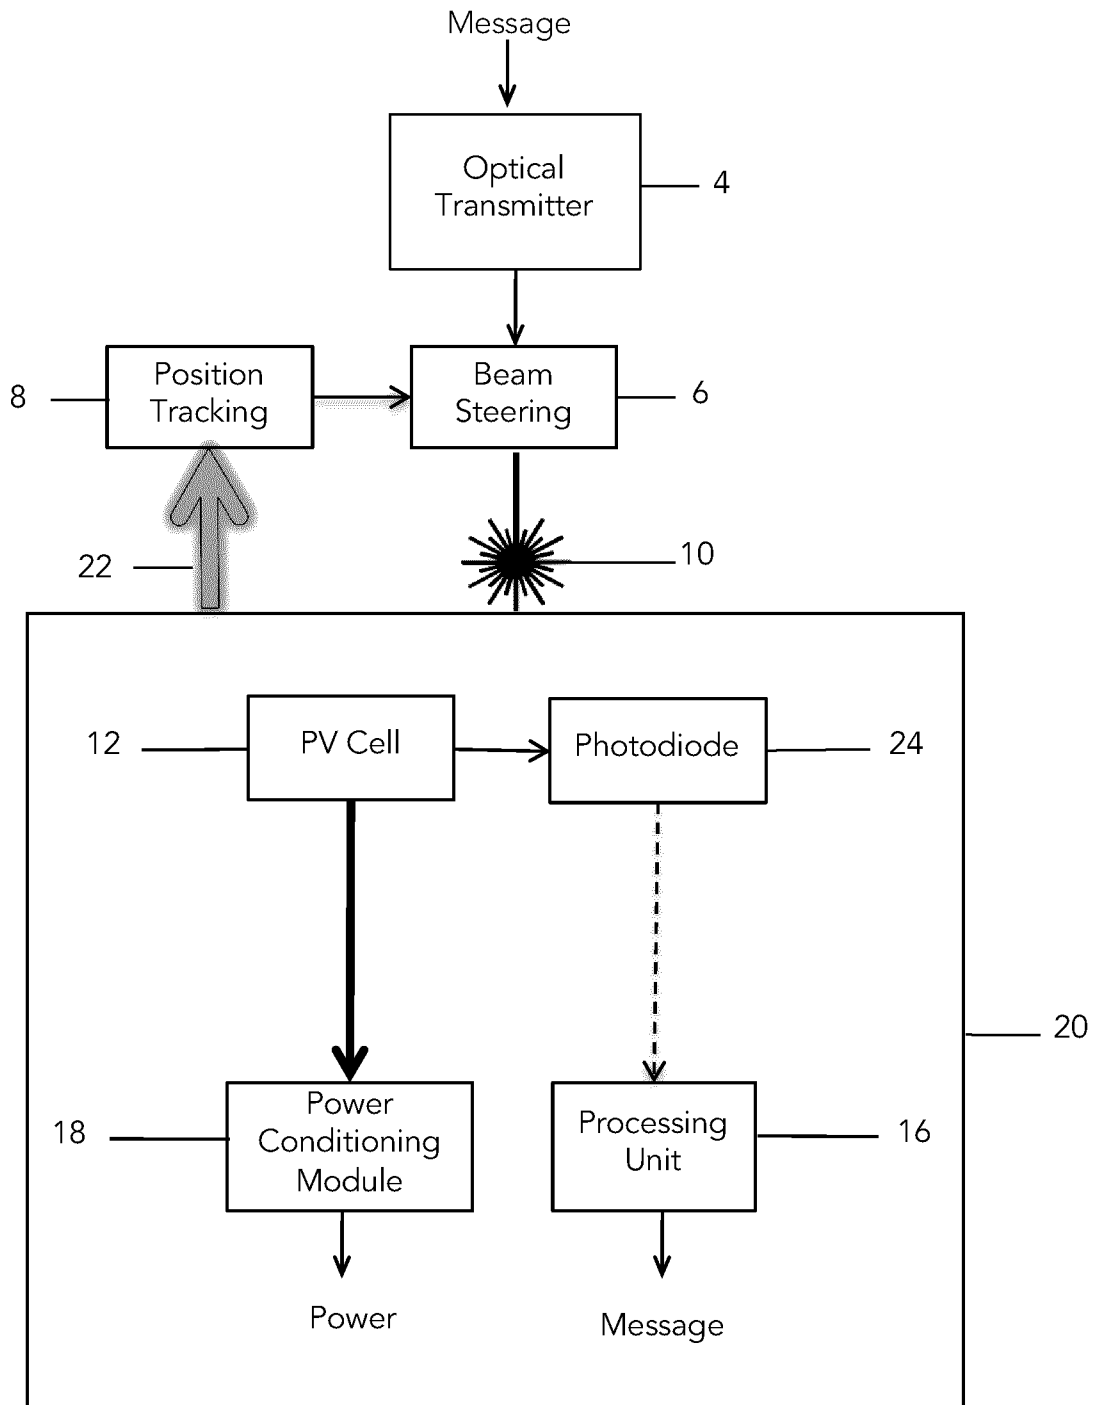 Message
Optical
Transmitter
4
Position
Tracking
8
Beam
Steering
6
22
10
12
PV Cell
Photodiode
24
20
18
Power
Conditioning
Module
Processing
Unit
16
Power
Message